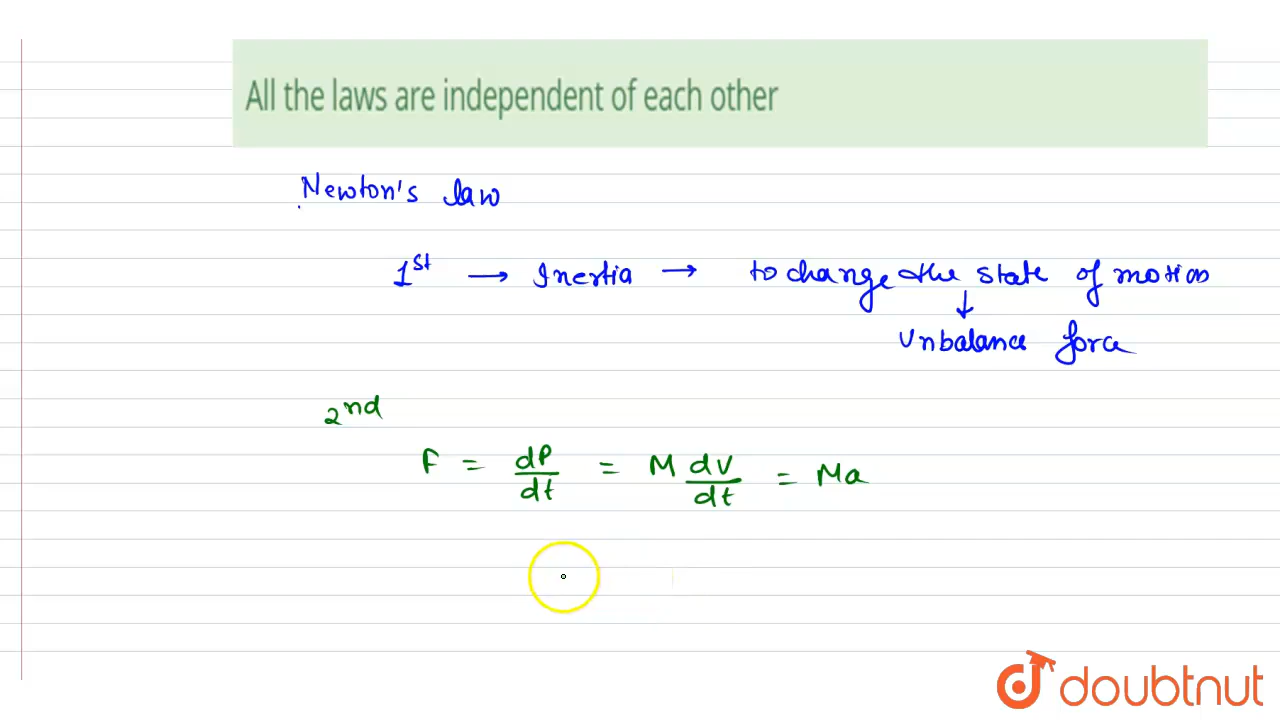 All the laws are independent of each other
Newton's law
1st → Inertia → to change the state of motion
↓
Unbalance force
2nd
F = dP/dt = M dV/dt = Ma
doubtnut